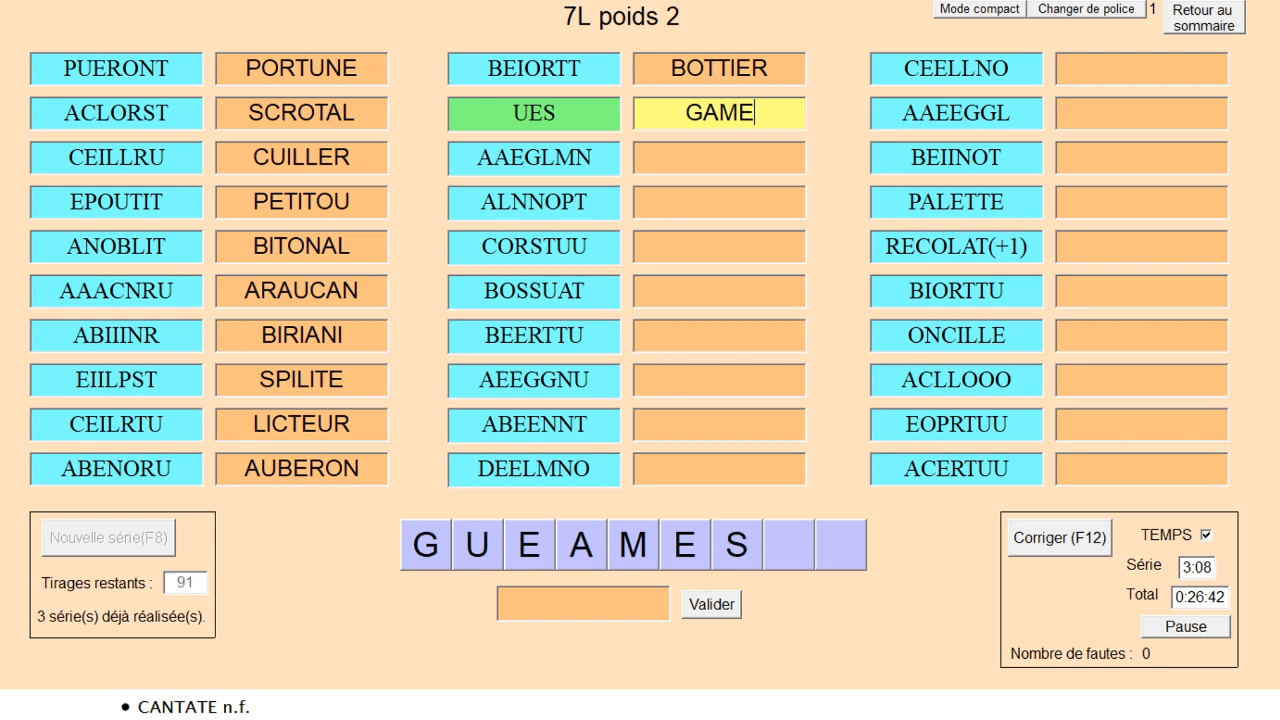 7L poids 2
Mode compact
Changer de police
1
Retour au
sommaire
PUERONT PORTUNE BEIORTT BOTTIER CEELLNO
ACLORST SCROTAL UES GAME AAEEGGL
CEILLRU CUILLER AAEGLMN BEIINOT
EPOUTIT PETITOU ALNNOPT PALETTE
ANOBLIT BITONAL CORSTUU RECOLAT(+1)
AAACNRU ARAUCAN BOSSUAT BIORTTU
ABIIINR BIRIANI BEERTTU ONCILLE
EIILPST SPILITE AEEGGNU ACLLOOO
CEILRTU LICTEUR ABEENNT EOPRTUU
ABENORU AUBERON DEELMNO ACERTUU
Nouvelle série(F8)
Tirages restants : 91
3 série(s) déjà réalisée(s).
G U E A M E S
Valider
Corriger (F12)
TEMPS
Série 3:08
Total 0:26:42
Pause
Nombre de fautes : 0
• CANTATE n.f.